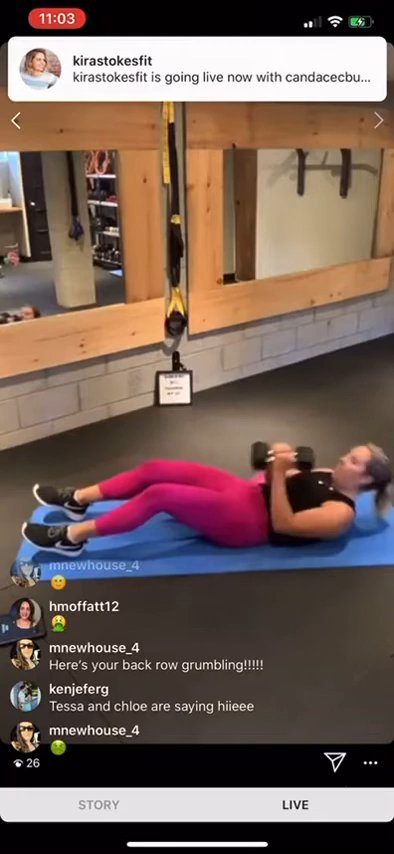 11:03
kirastokesfit
kirastokesfit is going live now with candacecbu...
mnewhouse_4
hmoffatt12
🤮
mnewhouse_4
Here's your back row grumbling!!!!!
kenjeferg
Tessa and chloe are saying hiieee
mnewhouse_4
26
STORY
LIVE